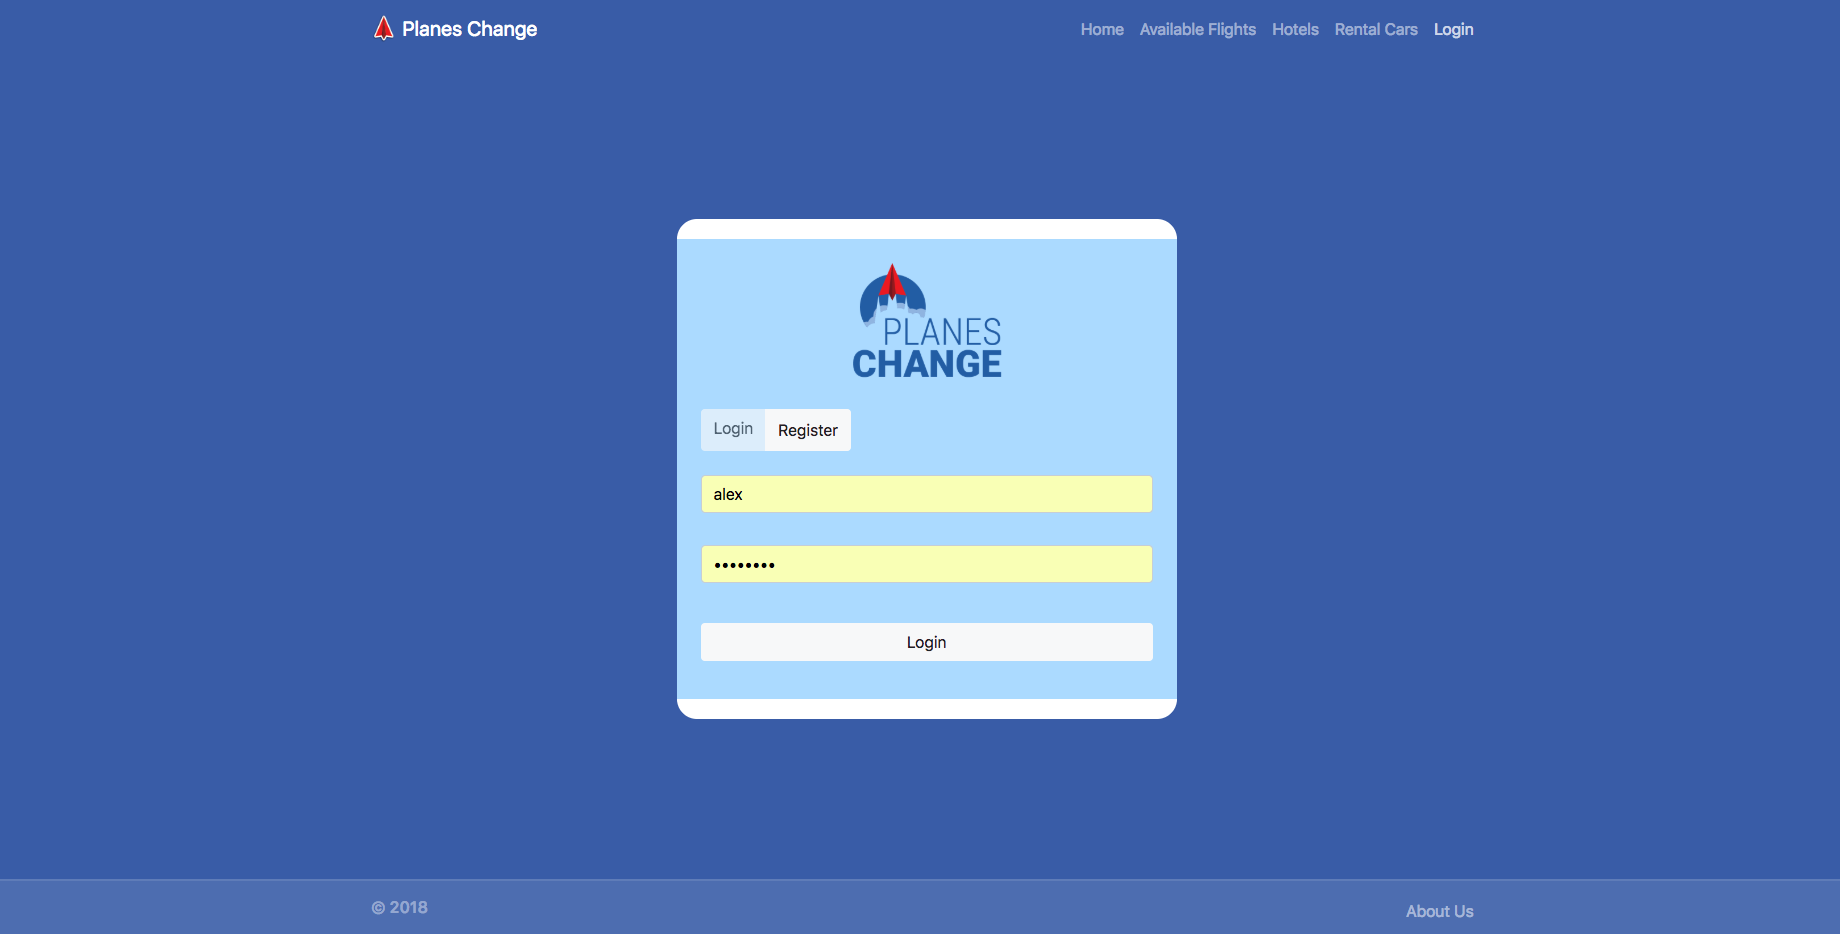 Planes Change
Home Available Flights Hotels Rental Cars Login
PLANES
CHANGE
Login Register
alex
••••••••
Login
© 2018
About Us